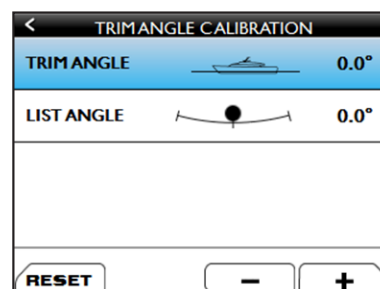 < TRIM ANGLE CALIBRATION
TRIM ANGLE 0.0°
LIST ANGLE 0.0°
RESET − +